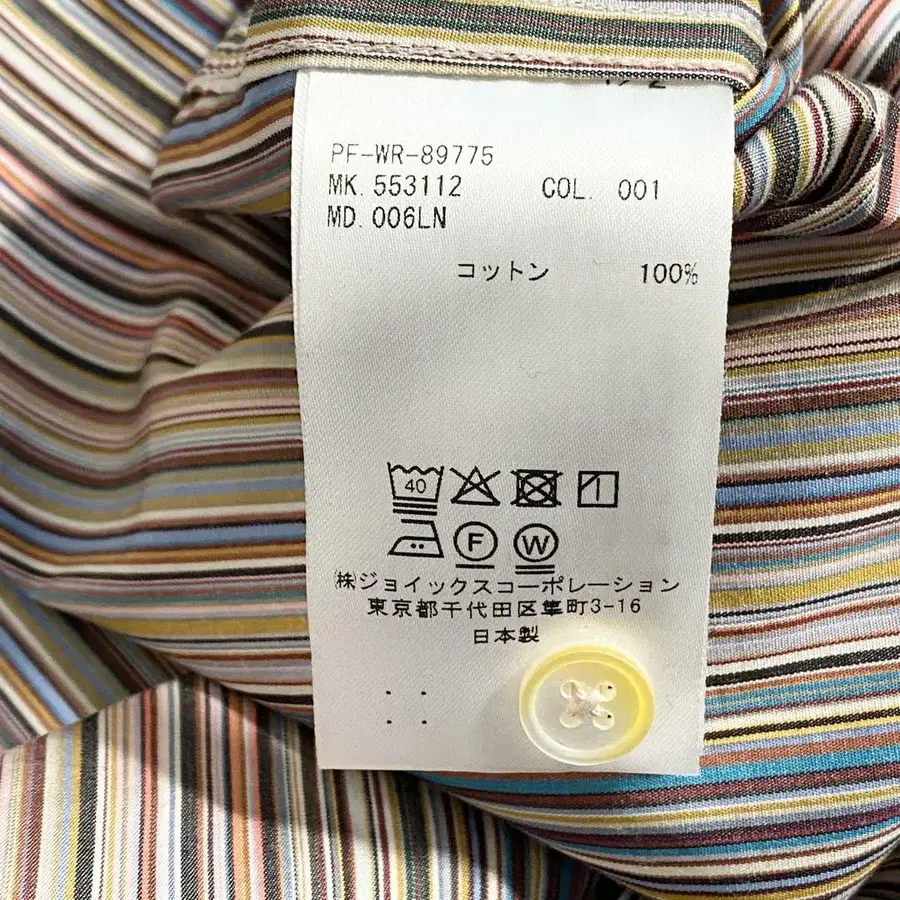 PF-WR-89775
MK. 553112 COL. 001
MD. 006LN
コットン 100%
40
F W
㈱ジョイックスコーポレーション
東京都千代田区隼町3-16
日本製